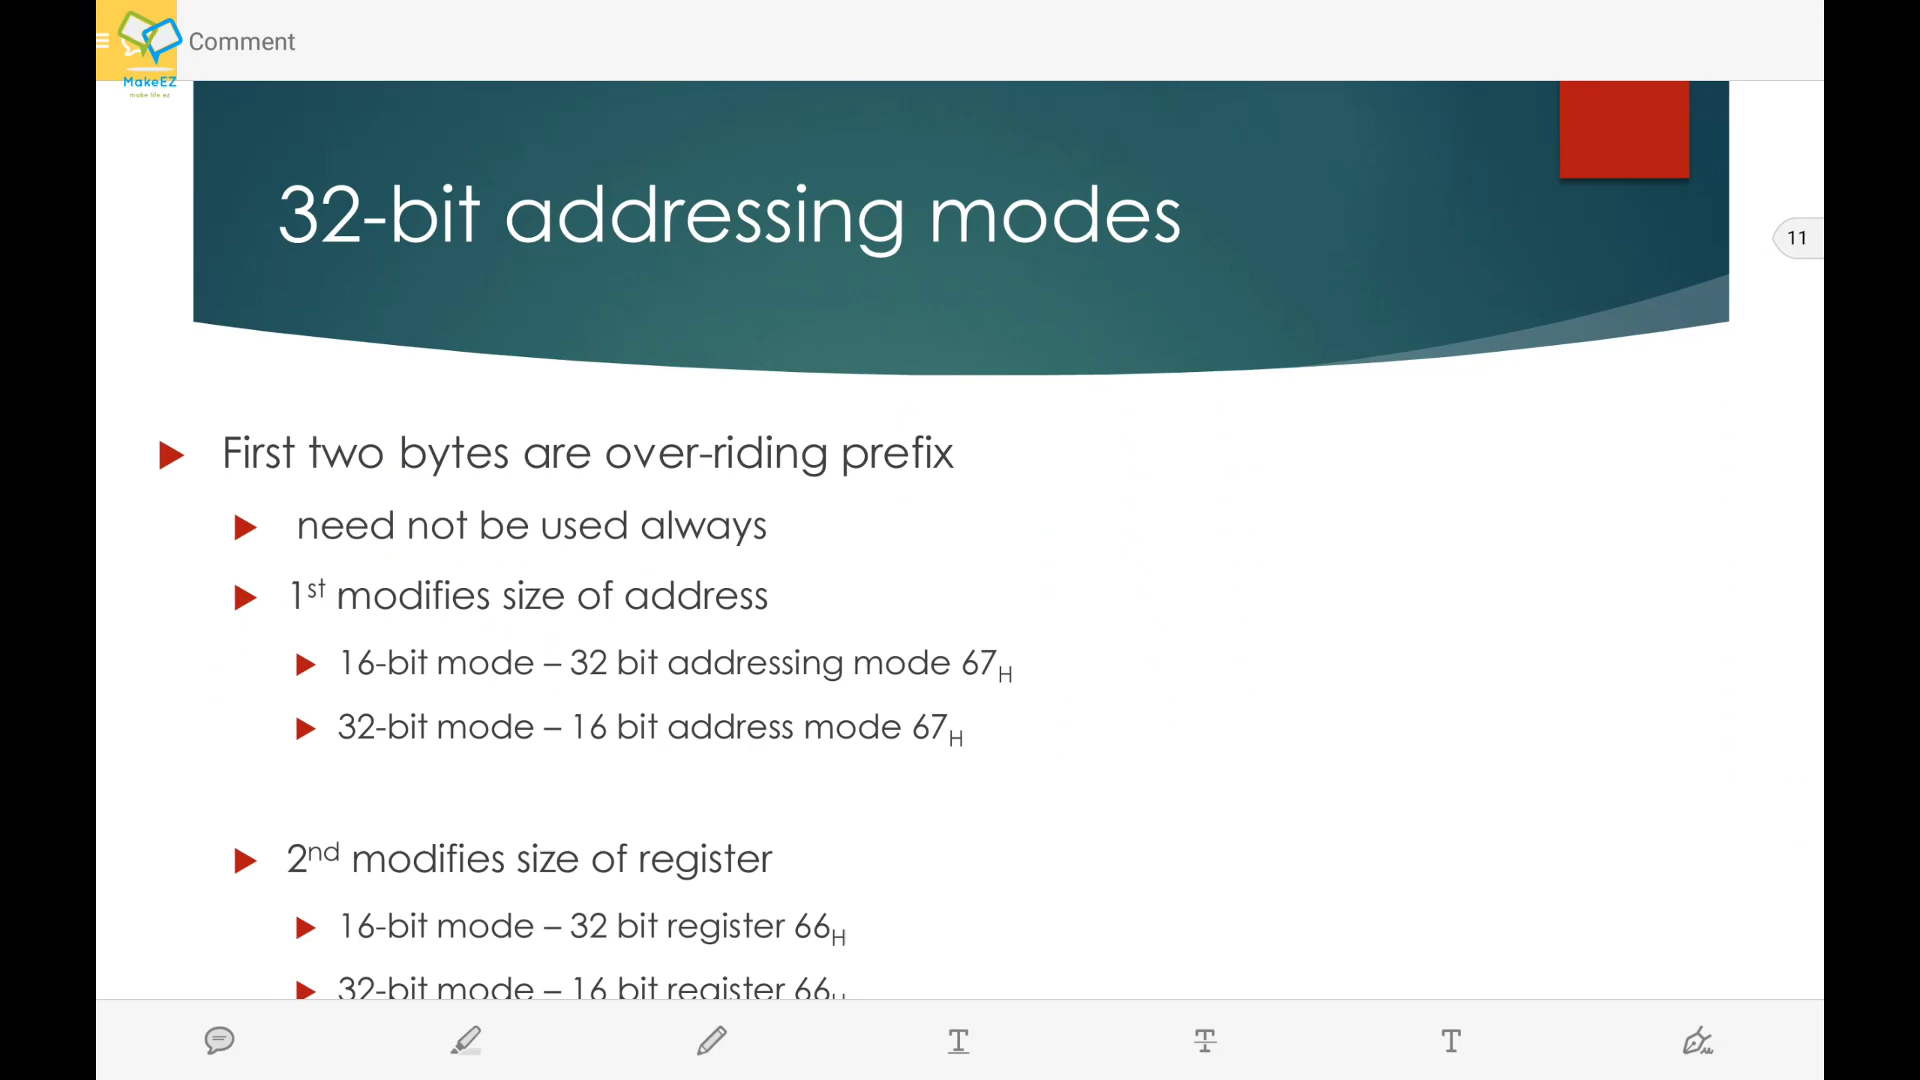 Comment
MakeEZ
make life ez
32-bit addressing modes
11
First two bytes are over-riding prefix
need not be used always
1st modifies size of address
16-bit mode – 32 bit addressing mode 67H
32-bit mode – 16 bit address mode 67H
2nd modifies size of register
16-bit mode – 32 bit register 66H
32-bit mode – 16 bit register 66H